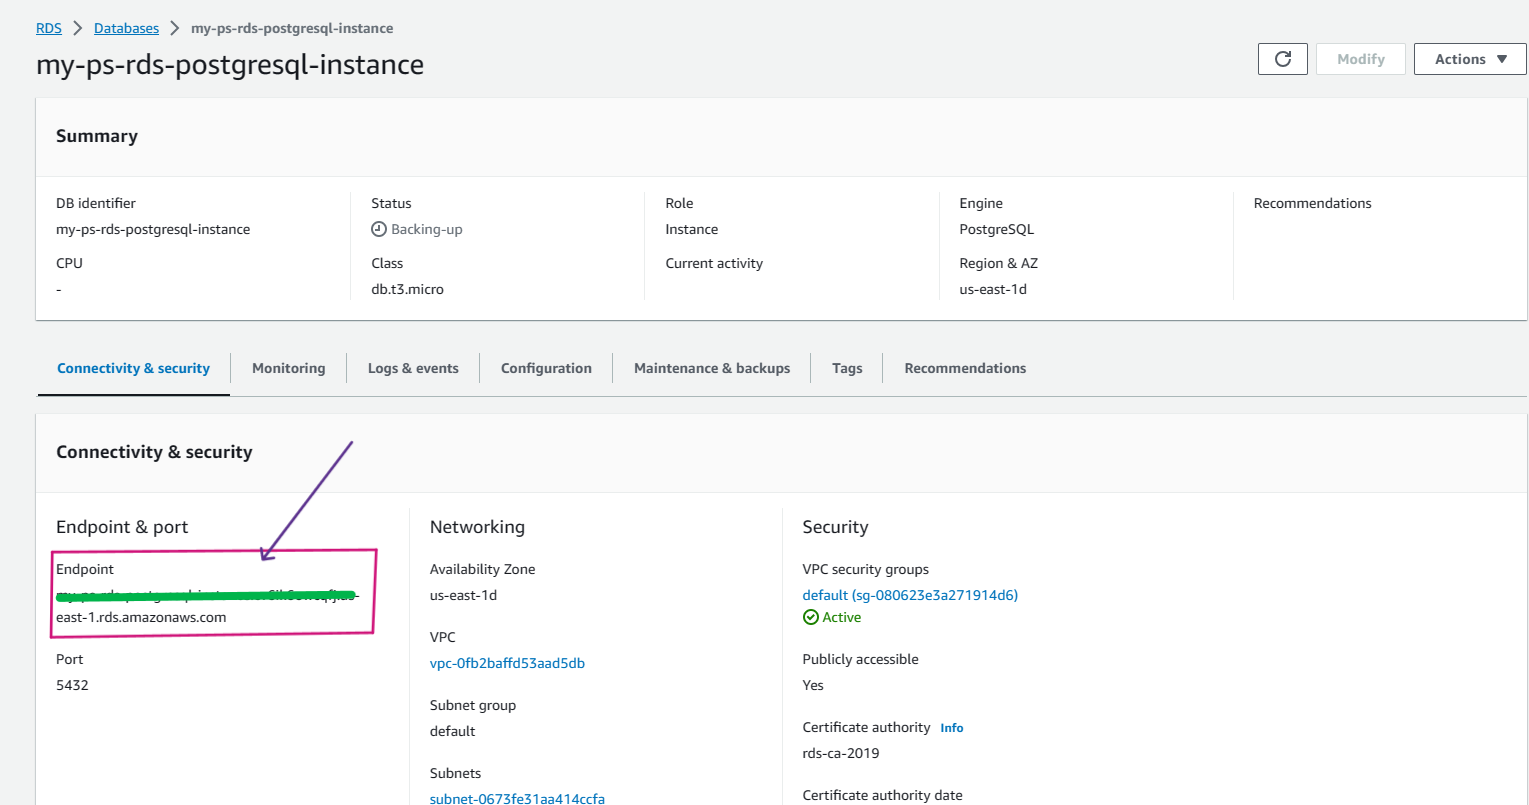 RDS > Databases > my-ps-rds-postgresql-instance
my-ps-rds-postgresql-instance
Modify
Actions
Summary
DB identifier
my-ps-rds-postgresql-instance
CPU
-
Status
Backing-up
Class
db.t3.micro
Role
Instance
Current activity
Engine
PostgreSQL
Region & AZ
us-east-1d
Recommendations
Connectivity & security
Monitoring
Logs & events
Configuration
Maintenance & backups
Tags
Recommendations
Connectivity & security
Endpoint & port
Endpoint
east-1.rds.amazonaws.com
Port
5432
Networking
Availability Zone
us-east-1d
VPC
vpc-0fb2baffd53aad5db
Subnet group
default
Subnets
subnet-0673fe31aa414ccfa
Security
VPC security groups
default (sg-080623e3a271914d6)
Active
Publicly accessible
Yes
Certificate authority Info
rds-ca-2019
Certificate authority date